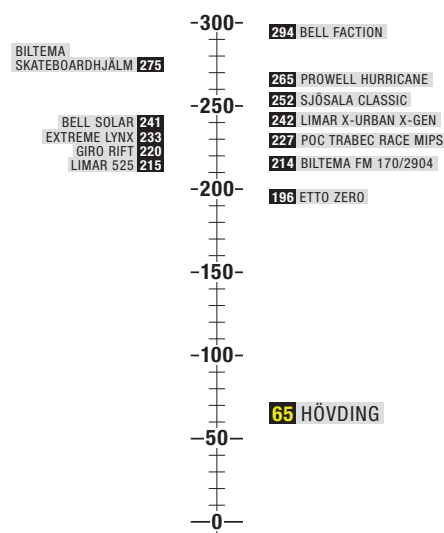 300
294 BELL FACTION
BILTEMA
SKATEBOARDHJÄLM 275
265 PROWELL HURRICANE
252 SJÖSALA CLASSIC
250
BELL SOLAR 241
242 LIMAR X-URBAN X-GEN
EXTREME LYNX 233
227 POC TRABEC RACE MIPS
GIRO RIFT 220
LIMAR 525 215
214 BILTEMA FM 170/2904
200
196 ETTO ZERO
150
100
65 HÖVDING
50
0